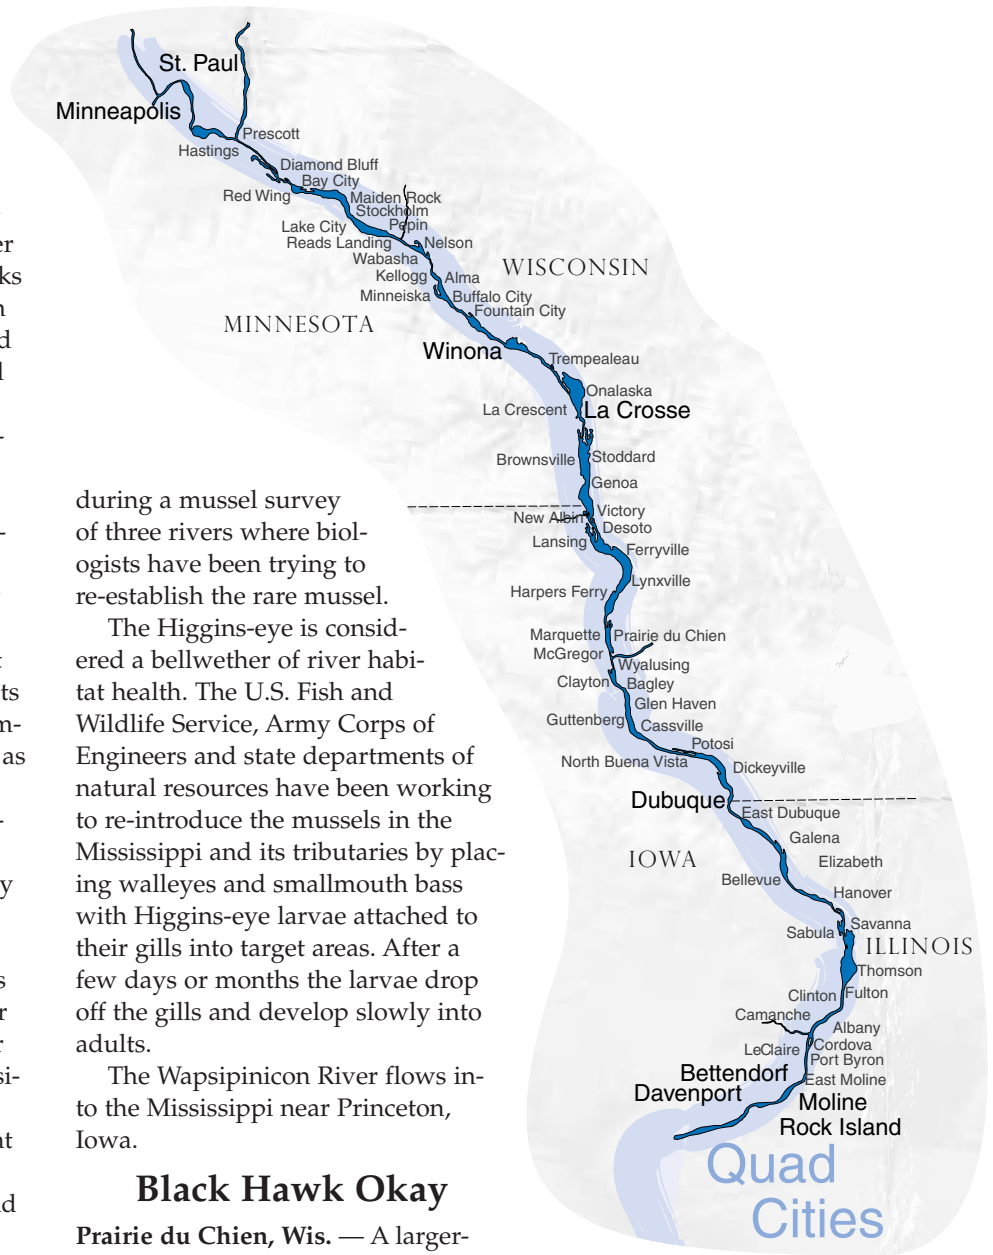 er
ks
n
d
l
-
-
t
ts
m-
as
-
y
s
r
r
si-
nt
d
during a mussel survey
of three rivers where biol-
ogists have been trying to
re-establish the rare mussel.
The Higgins-eye is consid-
ered a bellwether of river habi-
tat health. The U.S. Fish and
Wildlife Service, Army Corps of
Engineers and state departments of
natural resources have been working
to re-introduce the mussels in the
Mississippi and its tributaries by plac-
ing walleyes and smallmouth bass
with Higgins-eye larvae attached to
their gills into target areas. After a
few days or months the larvae drop
off the gills and develop slowly into
adults.
The Wapsipinicon River flows in-
to the Mississippi near Princeton,
Iowa.
Black Hawk Okay
Prairie du Chien, Wis. — A larger-
St. Paul
Minneapolis
Prescott
Hastings
Diamond Bluff
Bay City
Red Wing
Maiden Rock
Stockholm
Pepin
Lake City
Reads Landing
Nelson
Wabasha
WISCONSIN
Kellogg
Alma
Minneiska
Buffalo City
Fountain City
MINNESOTA
Winona
Trempealeau
Onalaska
La Crescent
La Crosse
Brownsville
Stoddard
Genoa
Victory
New Albin
Desoto
Lansing
Ferryville
Lynxville
Harpers Ferry
Marquette
Prairie du Chien
McGregor
Wyalusing
Clayton
Bagley
Glen Haven
Guttenberg
Cassville
Potosi
North Buena Vista
Dickeyville
Dubuque
East Dubuque
Galena
IOWA
Elizabeth
Bellevue
Hanover
Savanna
Sabula
ILLINOIS
Thomson
Clinton
Fulton
Camanche
Albany
Cordova
LeClaire
Port Byron
Bettendorf
East Moline
Davenport
Moline
Rock Island
Quad
Cities